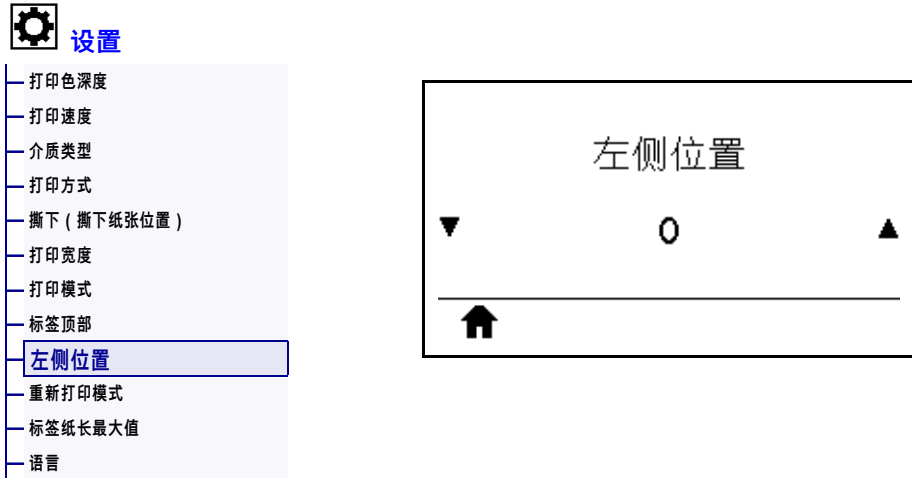 设置
打印色深度
打印速度
介质类型
打印方式
撕下（撕下纸张位置）
打印宽度
打印模式
标签顶部
左侧位置
重新打印模式
标签纸长最大值
语言
左侧位置
0